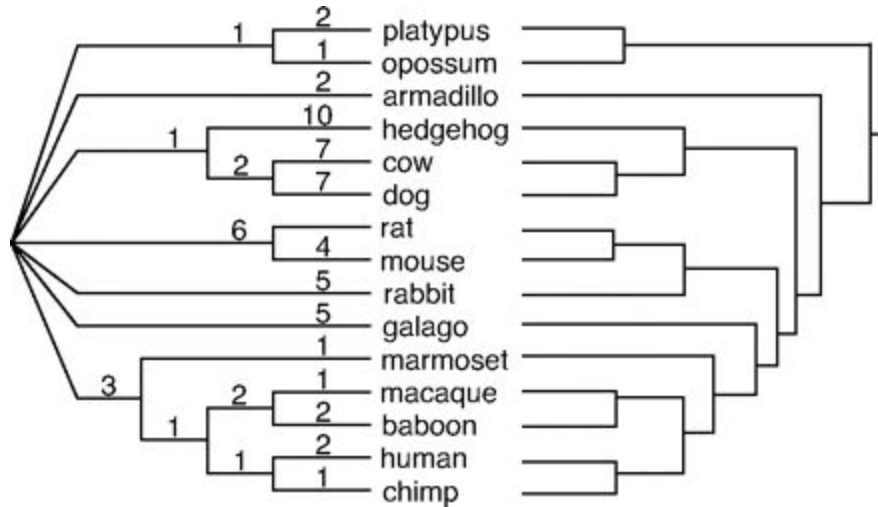 2
1 platypus
1 opossum
2 armadillo
10 hedgehog
1
7 cow
2
7 dog
6 rat
4 mouse
5 rabbit
5 galago
1 marmoset
3
1 macaque
2
2 baboon
1
2 human
1
1 chimp